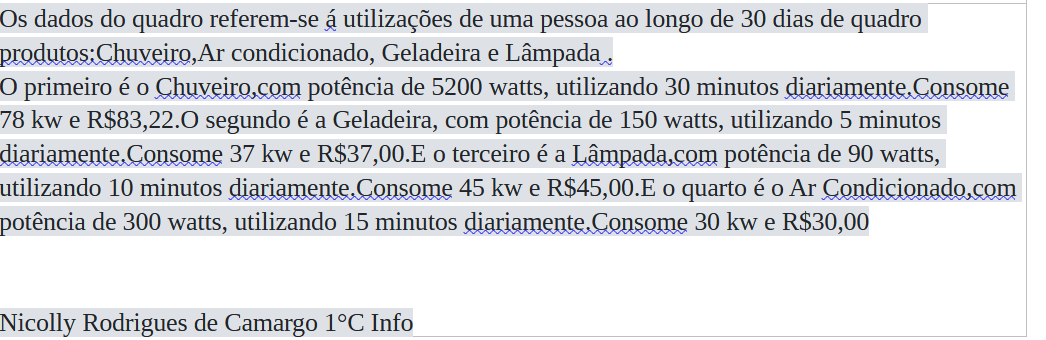 Os dados do quadro referem-se á utilizações de uma pessoa ao longo de 30 dias de quadro
produtos:Chuveiro,Ar condicionado, Geladeira e Lâmpada .
O primeiro é o Chuveiro,com potência de 5200 watts, utilizando 30 minutos diariamente.Consome
78 kw e R$83,22.O segundo é a Geladeira, com potência de 150 watts, utilizando 5 minutos
diariamente.Consome 37 kw e R$37,00.E o terceiro é a Lâmpada,com potência de 90 watts,
utilizando 10 minutos diariamente.Consome 45 kw e R$45,00.E o quarto é o Ar Condicionado,com
potência de 300 watts, utilizando 15 minutos diariamente.Consome 30 kw e R$30,00
Nicolly Rodrigues de Camargo 1°C Info